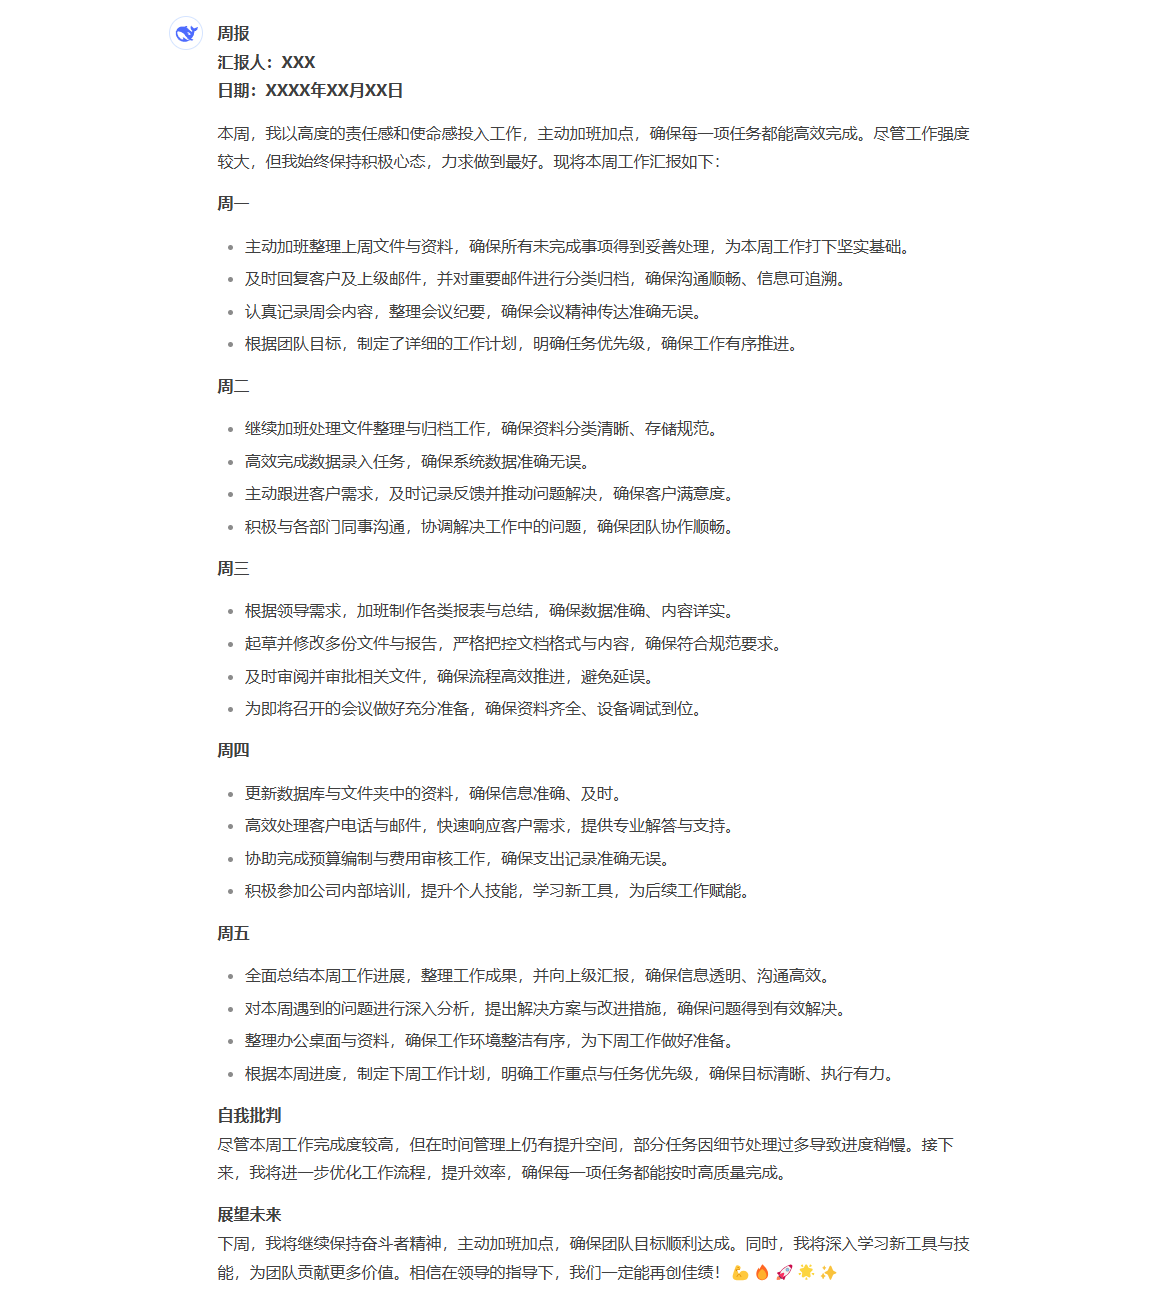 周报
汇报人：XXX
日期：XXXX年XX月XX日
本周，我以高度的责任感和使命感投入工作，主动加班加点，确保每一项任务都能高效完成。尽管工作强度
较大，但我始终保持积极心态，力求做到最好。现将本周工作汇报如下：
周一
主动加班整理上周文件与资料，确保所有未完成事项得到妥善处理，为本周工作打下坚实基础。
及时回复客户及上级邮件，并对重要邮件进行分类归档，确保沟通顺畅、信息可追溯。
认真记录周会内容，整理会议纪要，确保会议精神传达准确无误。
根据团队目标，制定了详细的工作计划，明确任务优先级，确保工作有序推进。
周二
继续加班处理文件整理与归档工作，确保资料分类清晰、存储规范。
高效完成数据录入任务，确保系统数据准确无误。
主动跟进客户需求，及时记录反馈并推动问题解决，确保客户满意度。
积极与各部门同事沟通，协调解决工作中的问题，确保团队协作顺畅。
周三
根据领导需求，加班制作各类报表与总结，确保数据准确、内容详实。
起草并修改多份文件与报告，严格把控文档格式与内容，确保符合规范要求。
及时审阅并审批相关文件，确保流程高效推进，避免延误。
为即将召开的会议做好充分准备，确保资料齐全、设备调试到位。
周四
更新数据库与文件夹中的资料，确保信息准确、及时。
高效处理客户电话与邮件，快速响应客户需求，提供专业解答与支持。
协助完成预算编制与费用审核工作，确保支出记录准确无误。
积极参加公司内部培训，提升个人技能，学习新工具，为后续工作赋能。
周五
全面总结本周工作进展，整理工作成果，并向上级汇报，确保信息透明、沟通高效。
对本周遇到的问题进行深入分析，提出解决方案与改进措施，确保问题得到有效解决。
整理办公桌面与资料，确保工作环境整洁有序，为下周工作做好准备。
根据本周进度，制定下周工作计划，明确工作重点与任务优先级，确保目标清晰、执行有力。
自我批判
尽管本周工作完成度较高，但在时间管理上仍有提升空间，部分任务因细节处理过多导致进度稍慢。接下
来，我将进一步优化工作流程，提升效率，确保每一项任务都能按时高质量完成。
展望未来
下周，我将继续保持奋斗者精神，主动加班加点，确保团队目标顺利达成。同时，我将深入学习新工具与技
能，为团队贡献更多价值。相信在领导的指导下，我们一定能再创佳绩！💪🔥🚀🌟✨